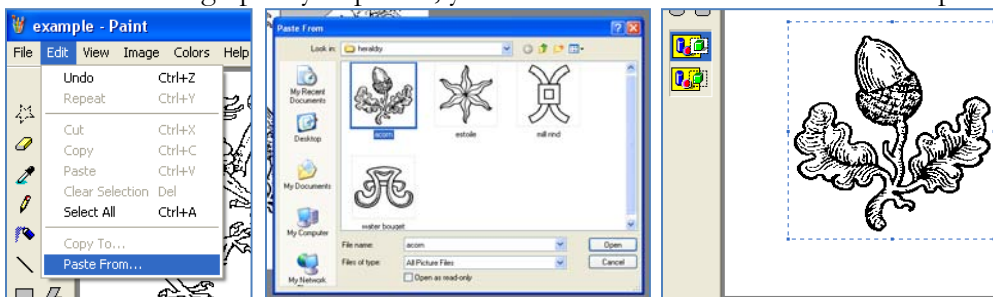 example - Paint
File Edit View Image Colors Help
Undo Ctrl+Z
Repeat Ctrl+Y
Cut Ctrl+X
Copy Ctrl+C
Paste Ctrl+V
Clear Selection Del
Select All Ctrl+A
Copy To...
Paste From...
Paste From
Look in: heraldry
My Recent
Documents
Desktop
My Documents
My Computer
My Network
acorn
estoile
mill rind
water bouget
File name: acorn
Open
Files of type: All Picture Files
Cancel
Open as read-only